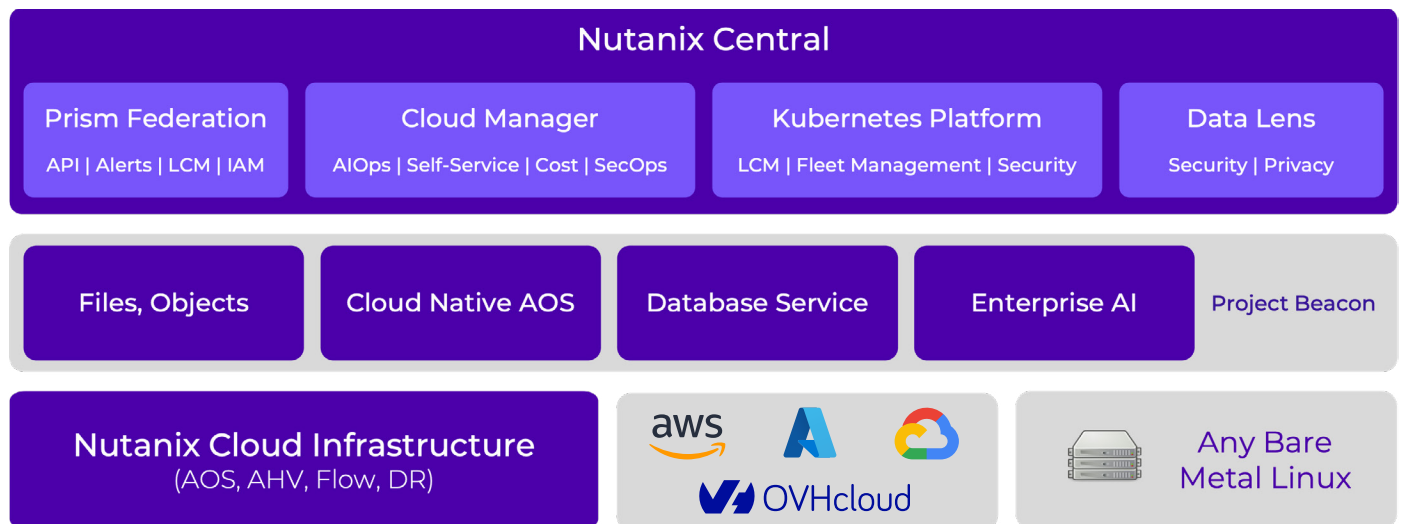 Nutanix Central
Prism Federation
API | Alerts | LCM | IAM
Cloud Manager
AIOps | Self-Service | Cost | SecOps
Kubernetes Platform
LCM | Fleet Management | Security
Data Lens
Security | Privacy
Files, Objects
Cloud Native AOS
Database Service
Enterprise AI
Project Beacon
Nutanix Cloud Infrastructure
(AOS, AHV, Flow, DR)
aws
OVHcloud
Any Bare
Metal Linux